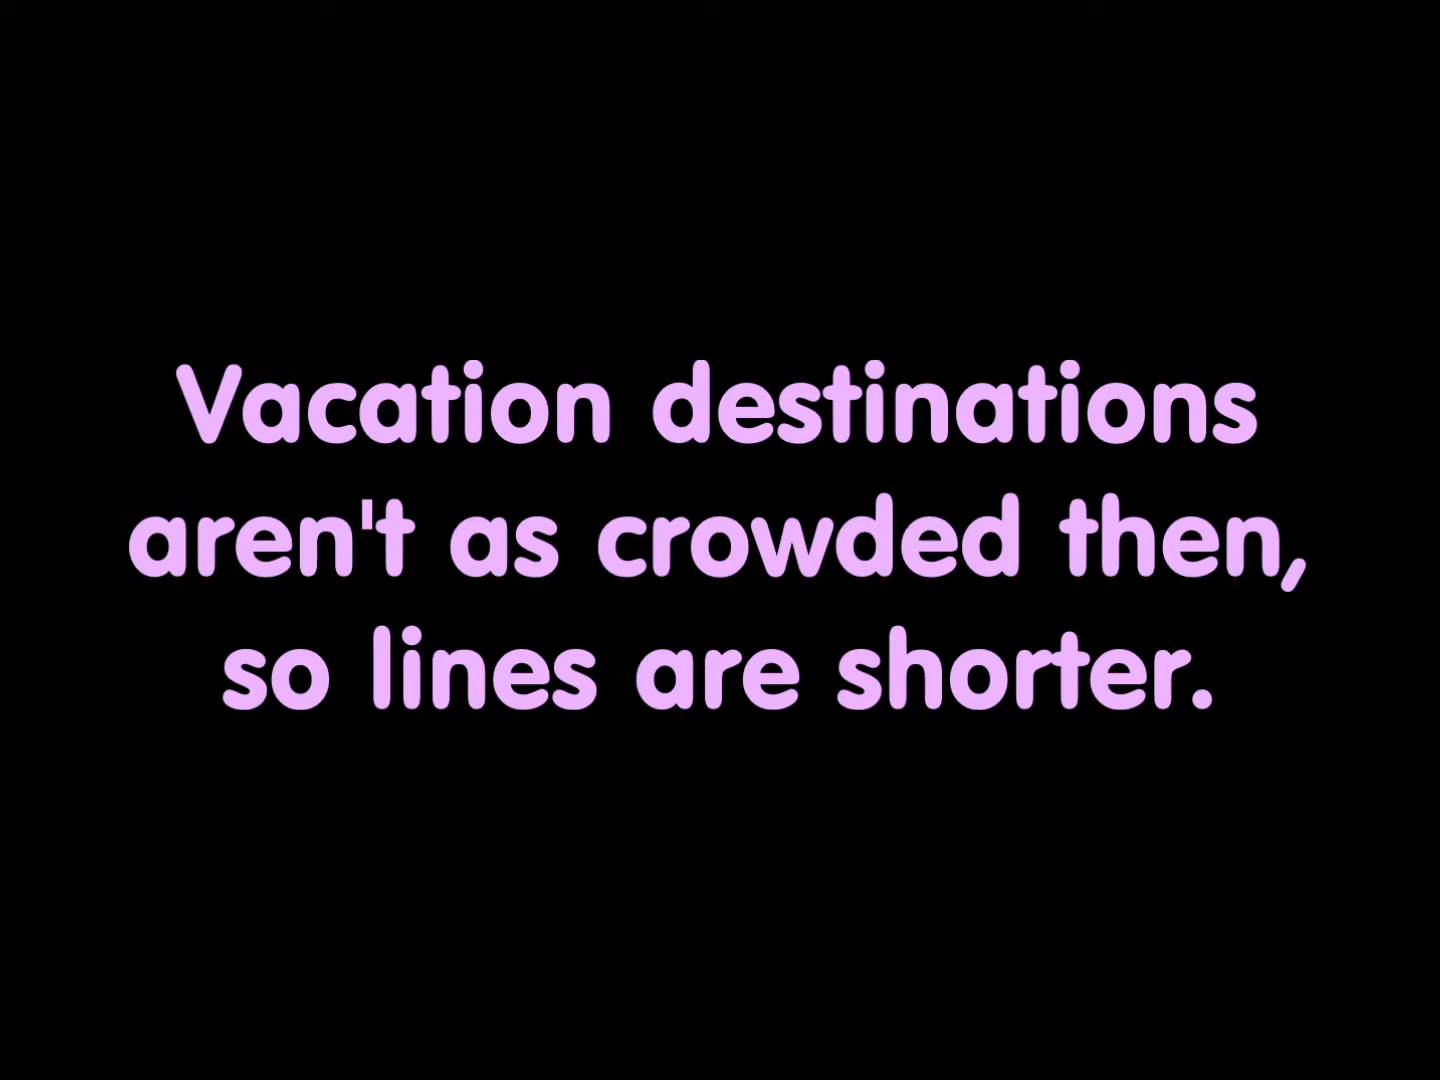 Vacation destinations
aren't as crowded then,
so lines are shorter.